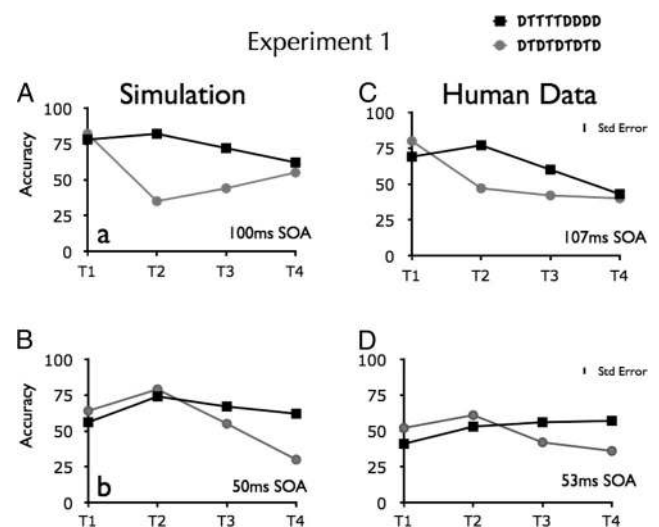 DTTTTDDDD
DTDTDTDTD
Experiment 1
A
Simulation
100
75
50
25
0
Accuracy
a
100ms SOA
T1 T2 T3 T4
C
Human Data
100
75
50
25
0
Std Error
107ms SOA
T1 T2 T3 T4
B
100
75
50
25
0
Accuracy
b
50ms SOA
T1 T2 T3 T4
D
100
75
50
25
0
Std Error
53ms SOA
T1 T2 T3 T4